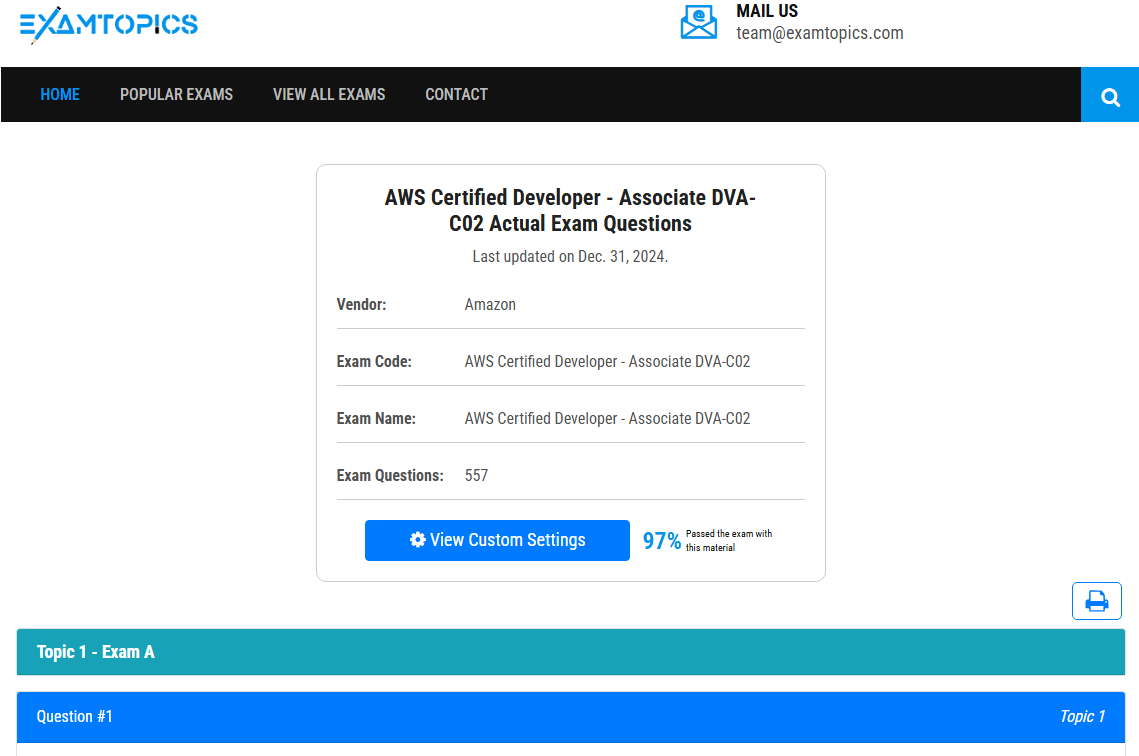 EXAMTOPICS
MAIL US
team@examtopics.com
HOME POPULAR EXAMS VIEW ALL EXAMS CONTACT
AWS Certified Developer - Associate DVA-
C02 Actual Exam Questions
Last updated on Dec. 31, 2024.
Vendor: Amazon
Exam Code: AWS Certified Developer - Associate DVA-C02
Exam Name: AWS Certified Developer - Associate DVA-C02
Exam Questions: 557
View Custom Settings
97% Passed the exam with
this material
Topic 1 - Exam A
Question #1 Topic 1